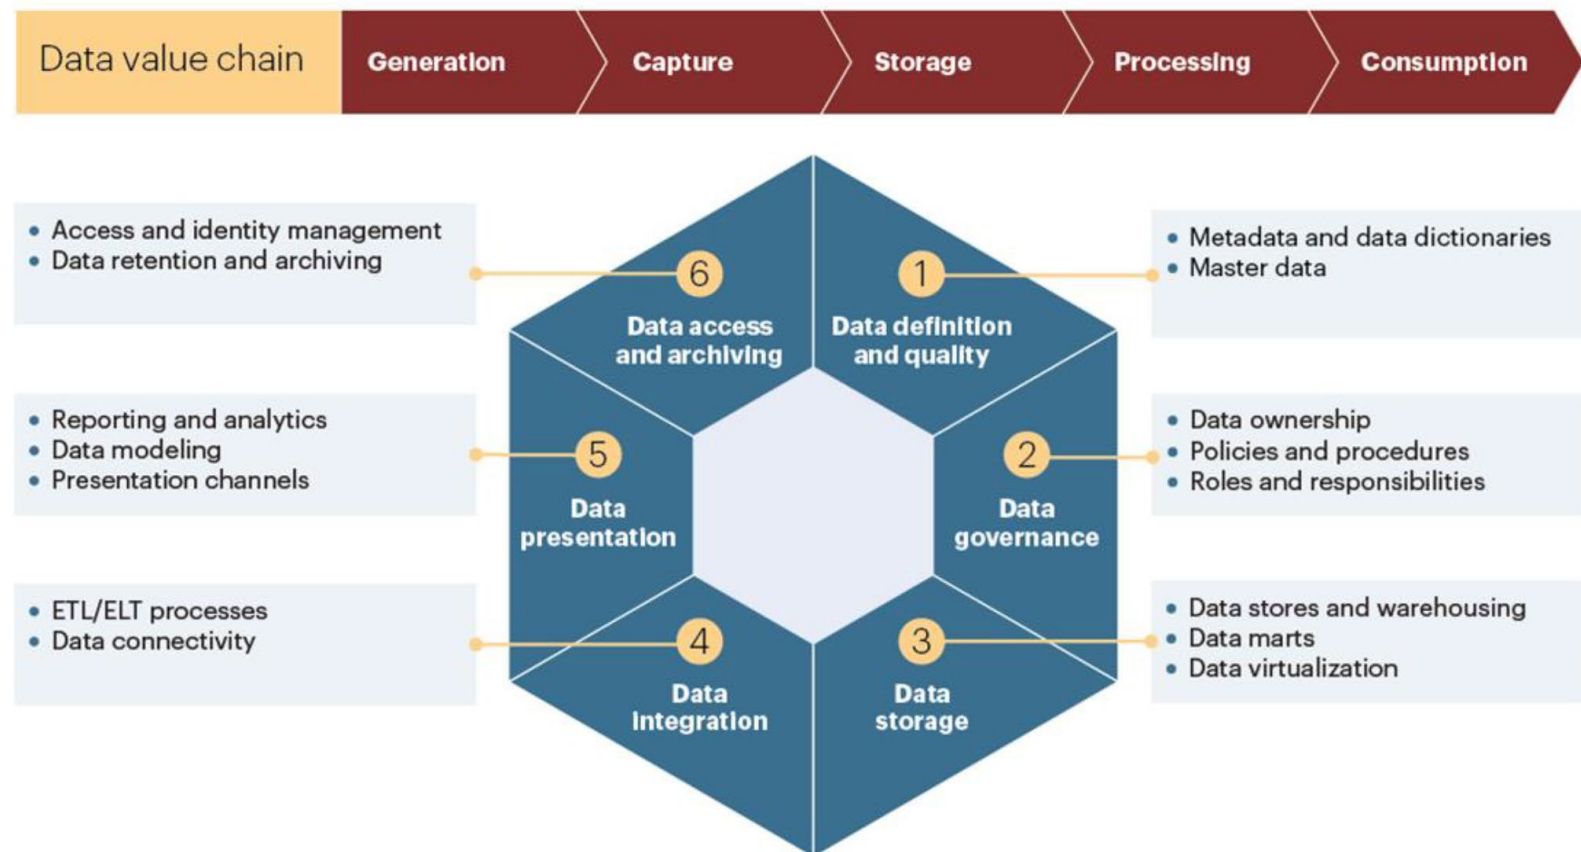 Data value chain
Generation
Capture
Storage
Processing
Consumption
• Access and identity management
• Data retention and archiving
6
Data access
and archiving
1
Data definition
and quality
• Metadata and data dictionaries
• Master data
• Reporting and analytics
• Data modeling
• Presentation channels
5
Data
presentation
2
Data
governance
• Data ownership
• Policies and procedures
• Roles and responsibilities
• ETL/ELT processes
• Data connectivity
4
Data
integration
3
Data
storage
• Data stores and warehousing
• Data marts
• Data virtualization